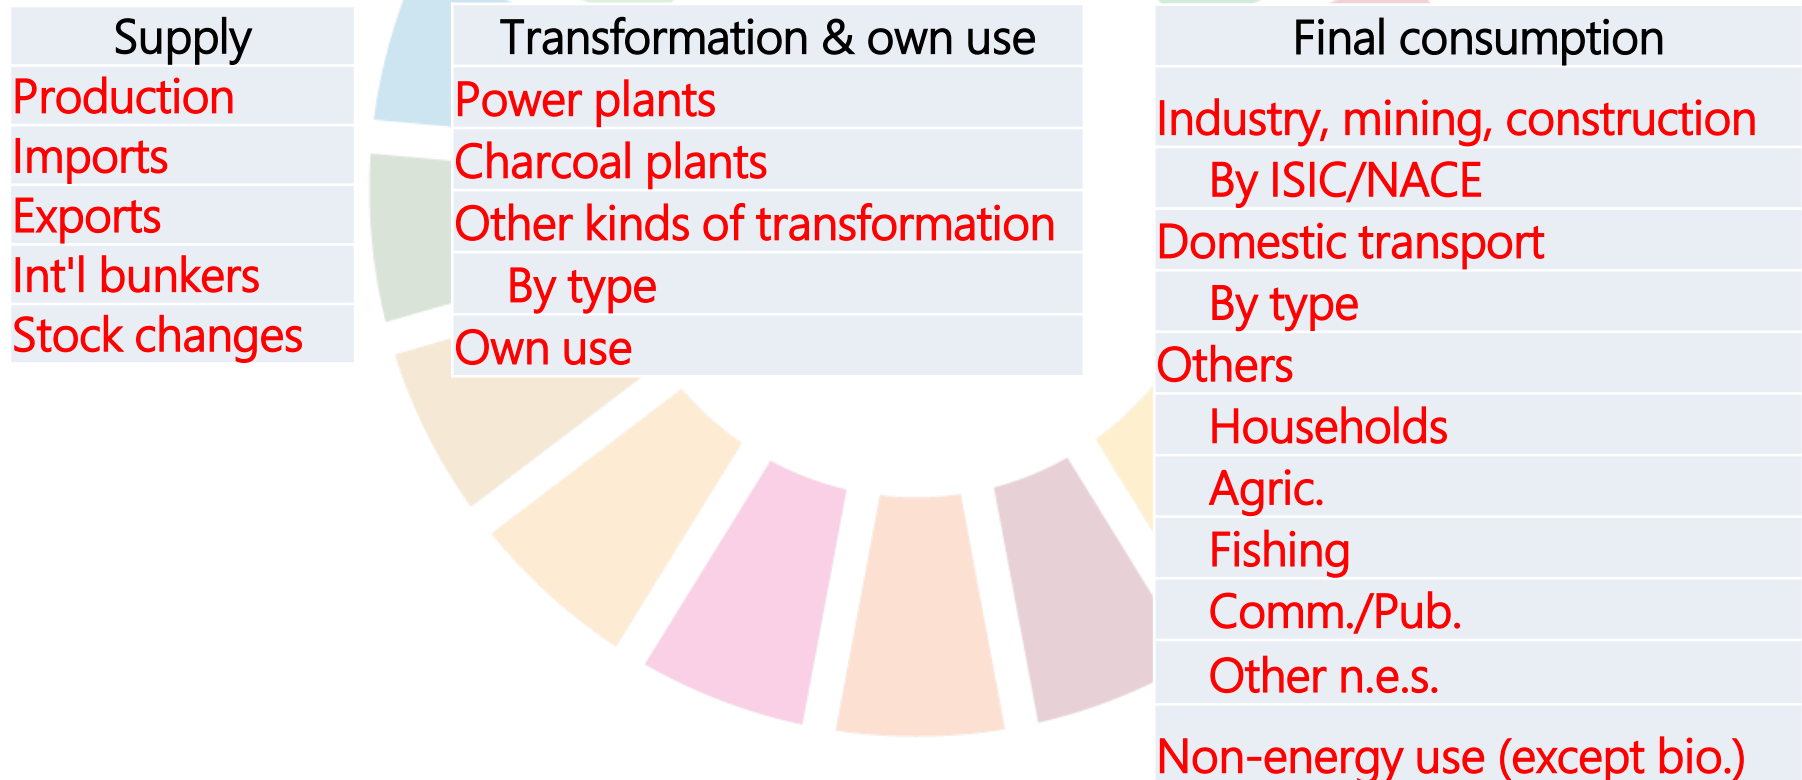 Supply
Production
Imports
Exports
Int'l bunkers
Stock changes
Transformation & own use
Power plants
Charcoal plants
Other kinds of transformation
By type
Own use
Final consumption
Industry, mining, construction
By ISIC/NACE
Domestic transport
By type
Others
Households
Agric.
Fishing
Comm./Pub.
Other n.e.s.
Non-energy use (except bio.)